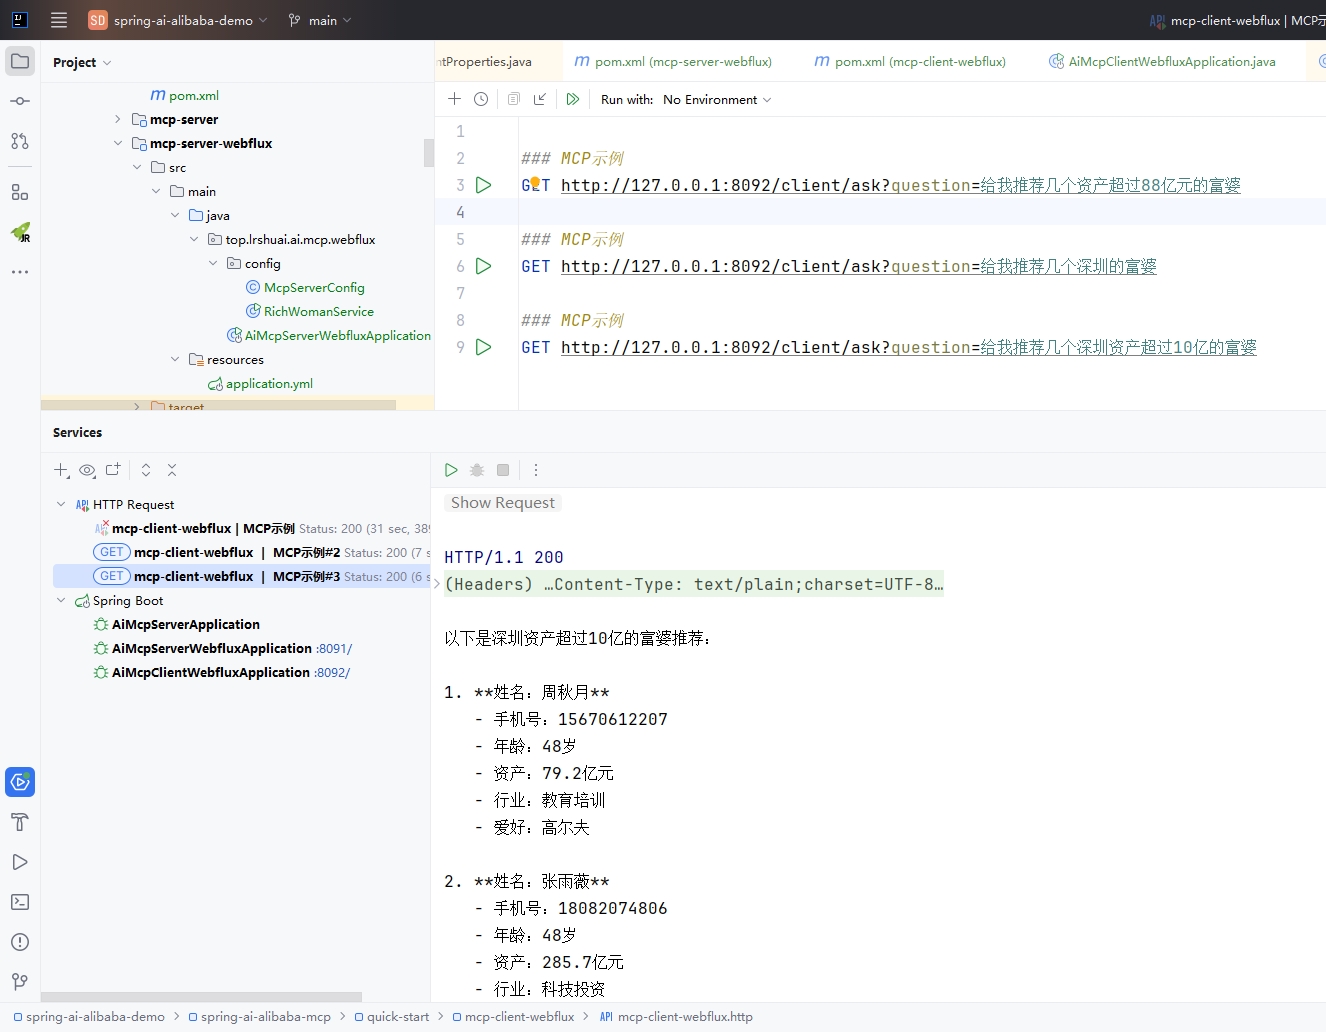 SD spring-ai-alibaba-demo main mcp-client-webflux | MCP示
Project
ntProperties.java pom.xml (mcp-server-webflux) pom.xml (mcp-client-webflux) AiMcpClientWebfluxApplication.java
pom.xml
mcp-server
mcp-server-webflux
src
main
java
top.lrshuai.ai.mcp.webflux
config
McpServerConfig
RichWomanService
AiMcpServerWebfluxApplication
resources
application.yml
target
Run with: No Environment
1
2 ### MCP示例
3 GET http://127.0.0.1:8092/client/ask?question=给我推荐几个资产超过88亿元的富婆
4
5 ### MCP示例
6 GET http://127.0.0.1:8092/client/ask?question=给我推荐几个深圳的富婆
7
8 ### MCP示例
9 GET http://127.0.0.1:8092/client/ask?question=给我推荐几个深圳资产超过10亿的富婆
Services
API HTTP Request
API mcp-client-webflux | MCP示例 Status: 200 (31 sec, 389
GET mcp-client-webflux | MCP示例#2 Status: 200 (7 s
GET mcp-client-webflux | MCP示例#3 Status: 200 (6 s
Spring Boot
AiMcpServerApplication
AiMcpServerWebfluxApplication :8091/
AiMcpClientWebfluxApplication :8092/
Show Request
HTTP/1.1 200
(Headers) …Content-Type: text/plain;charset=UTF-8…
以下是深圳资产超过10亿的富婆推荐：
1. **姓名：周秋月**
- 手机号：15670612207
- 年龄：48岁
- 资产：79.2亿元
- 行业：教育培训
- 爱好：高尔夫
2. **姓名：张雨薇**
- 手机号：18082074806
- 年龄：48岁
- 资产：285.7亿元
- 行业：科技投资
spring-ai-alibaba-demo > spring-ai-alibaba-mcp > quick-start > mcp-client-webflux > API mcp-client-webflux.http